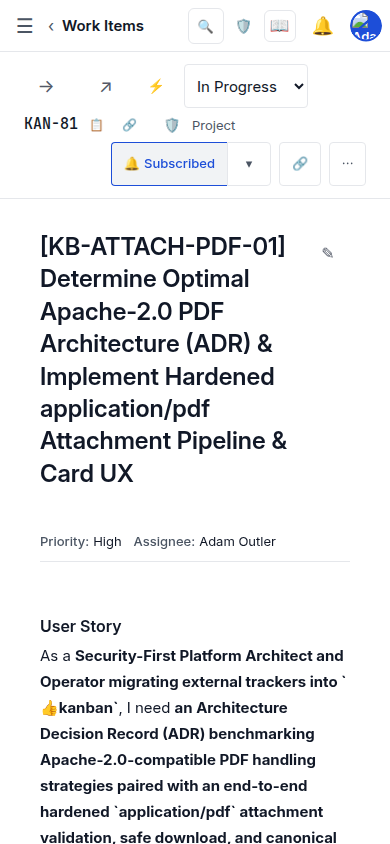 ☰ ‹ Work Items 🔍 🛡️ 📖 🔔
→ ↗ ⚡ In Progress
KAN-81 📋 🔗 🛡️ Project
🔔 Subscribed ▾ 🔗 ⋯
[KB-ATTACH-PDF-01] ✎
Determine Optimal
Apache-2.0 PDF
Architecture (ADR) &
Implement Hardened
application/pdf
Attachment Pipeline &
Card UX
Priority: High Assignee: Adam Outler
User Story
As a Security-First Platform Architect and
Operator migrating external trackers into `
👍kanban`, I need an Architecture
Decision Record (ADR) benchmarking
Apache-2.0-compatible PDF handling
strategies paired with an end-to-end
hardened `application/pdf` attachment
validation, safe download, and canonical